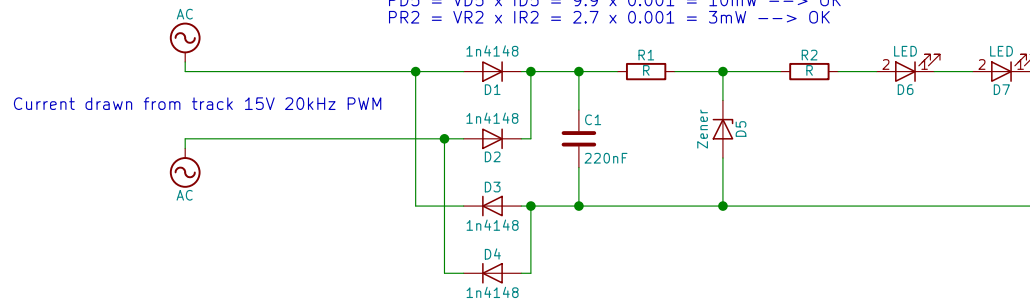 PD5 = VD5 x ID5 = 9.9 x 0.001 = 10mW --> OK
PR2 = VR2 x IR2 = 2.7 x 0.001 = 3mW --> OK
AC
1n4148
D1
R1
R
R2
R
LED
2
1
D6
LED
2
1
D7
Current drawn from track 15V 20kHz PWM
1n4148
D2
C1
220nF
Zener
D5
AC
D3
1n4148
D4
1n4148